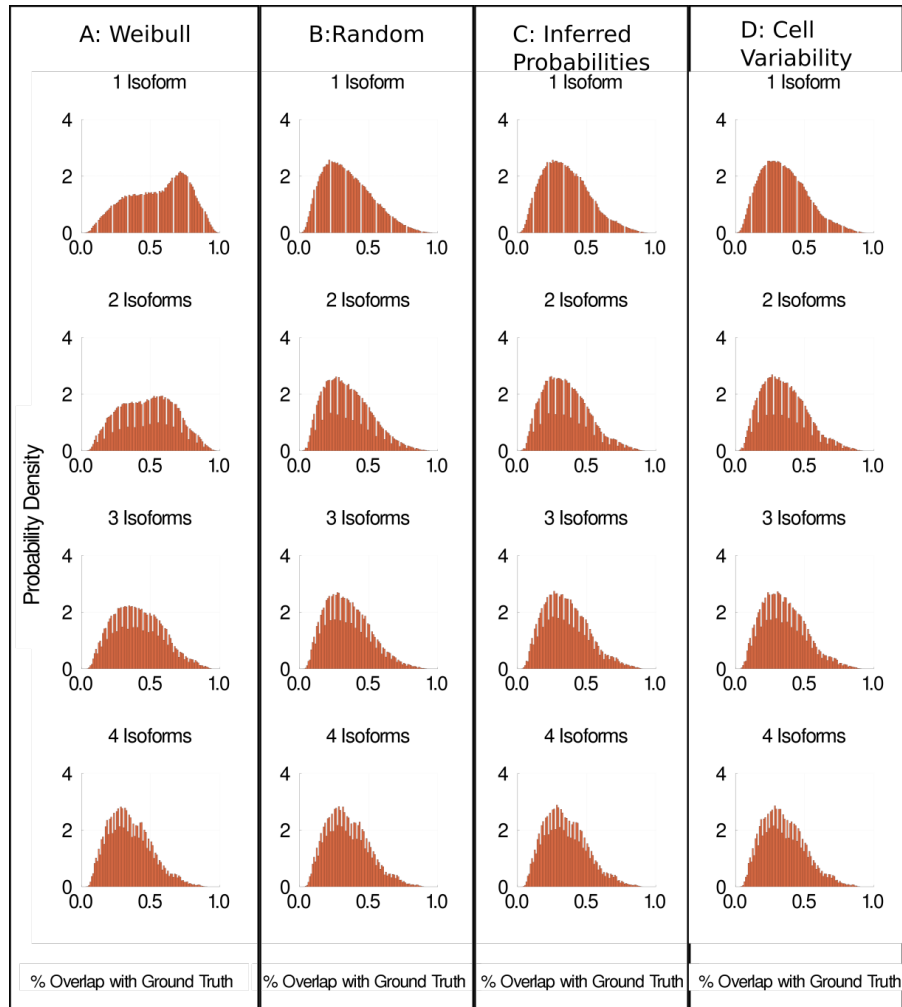 A: Weibull
B:Random
C: Inferred
Probabilities
D: Cell
Variability
1 Isoform
1 Isoform
1 Isoform
1 Isoform
4
2
0
0.0 0.5 1.0
4
2
0
0.0 0.5 1.0
4
2
0
0.0 0.5 1.0
4
2
0
0.0 0.5 1.0
2 Isoforms
2 Isoforms
2 Isoforms
2 Isoforms
4
2
0
0.0 0.5 1.0
4
2
0
0.0 0.5 1.0
4
2
0
0.0 0.5 1.0
4
2
0
0.0 0.5 1.0
Probability Density
3 Isoforms
3 Isoforms
3 Isoforms
3 Isoforms
4
2
0
0.0 0.5 1.0
4
2
0
0.0 0.5 1.0
4
2
0
0.0 0.5 1.0
4
2
0
0.0 0.5 1.0
4 Isoforms
4 Isoforms
4 Isoforms
4 Isoforms
4
2
0
0.0 0.5 1.0
4
2
0
0.0 0.5 1.0
4
2
0
0.0 0.5 1.0
4
2
0
0.0 0.5 1.0
% Overlap with Ground Truth
% Overlap with Ground Truth
% Overlap with Ground Truth
% Overlap with Ground Truth